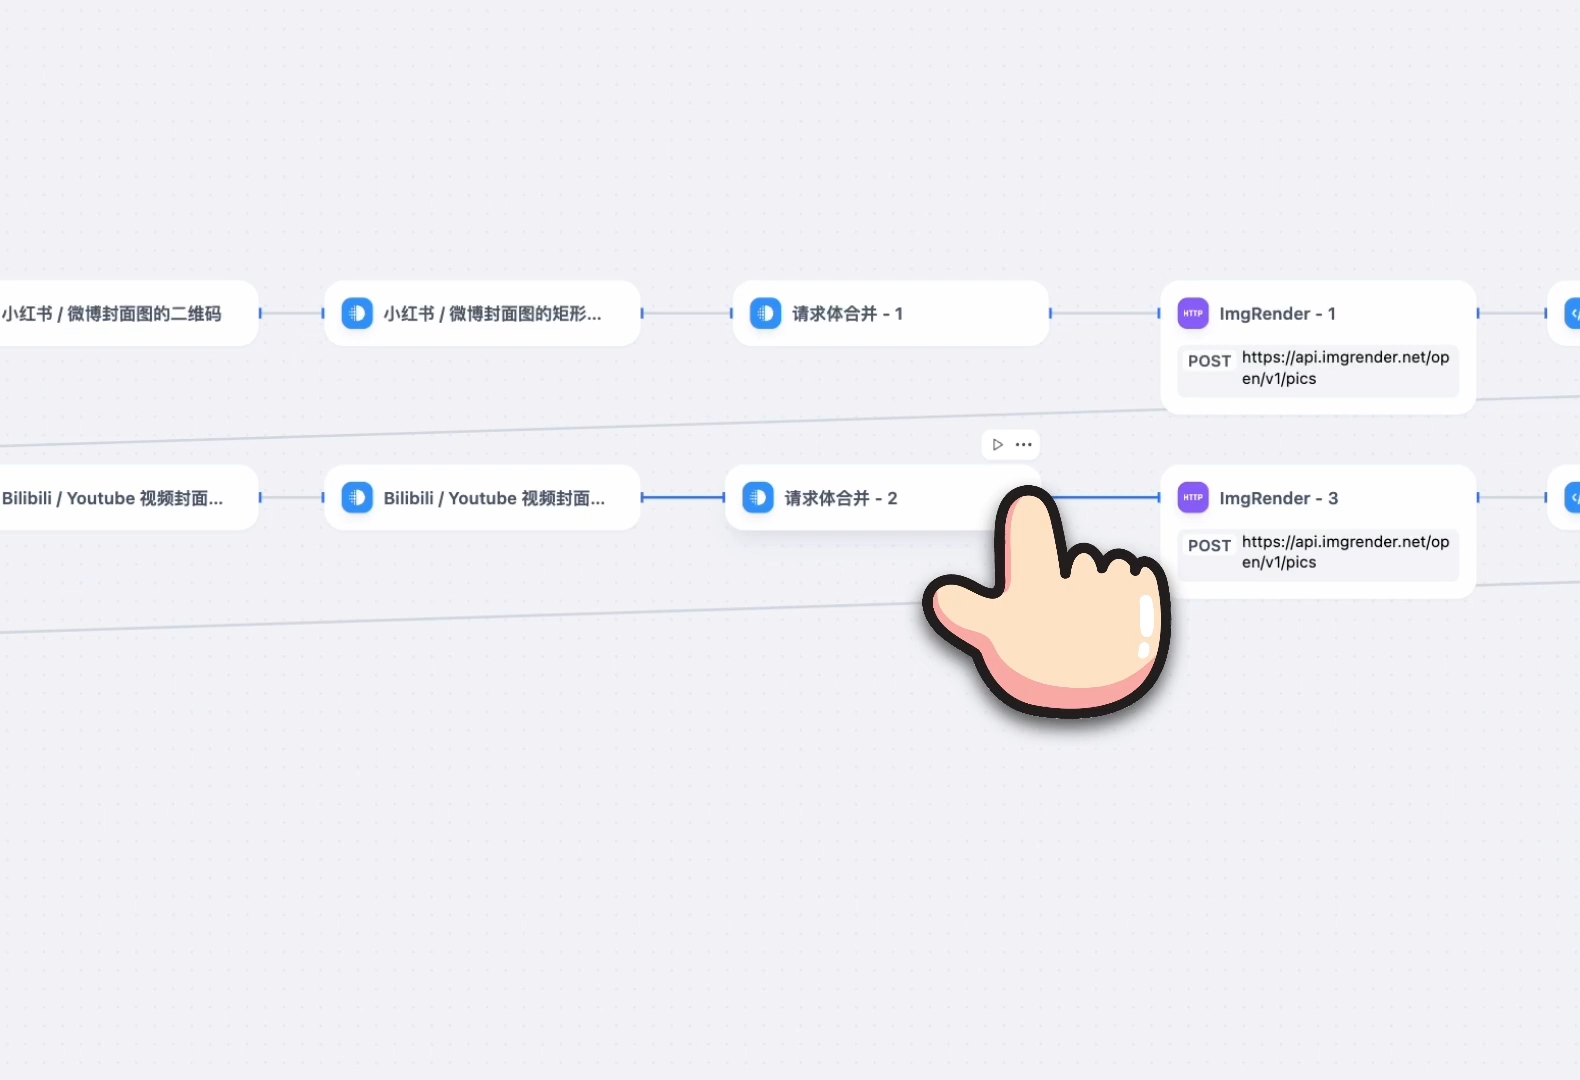 小红书 / 微博封面图的二维码
小红书 / 微博封面图的矩形...
请求体合并 - 1
HTTP
ImgRender - 1
POST
https://api.imgrender.net/op
en/v1/pics
Bilibili / Youtube 视频封面...
Bilibili / Youtube 视频封面...
请求体合并 - 2
HTTP
ImgRender - 3
POST
https://api.imgrender.net/op
en/v1/pics